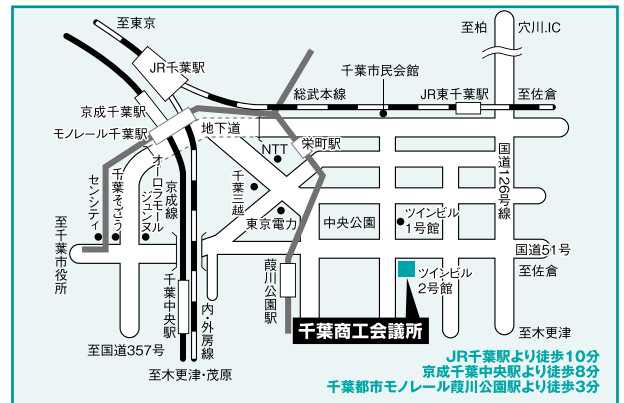 至東京
至柏
穴川.IC
JR千葉駅
千葉市民会館
総武本線
JR東千葉駅
至佐倉
京成千葉駅
モノレール千葉駅
地下道
栄町駅
NTT
国道126号線
オーロラモール
ジュンヌ
京成線
千葉三越
千葉そごう
センシティ
東京電力
中央公園
ツインビル
1号館
至千葉市役所
国道51号
葭川公園駅
ツインビル
2号館
至佐倉
千葉中央駅
内・外房線
千葉商工会議所
至国道357号
至木更津・茂原
至木更津
JR千葉駅より徒歩10分
京成千葉中央駅より徒歩8分
千葉都市モノレール葭川公園駅より徒歩3分